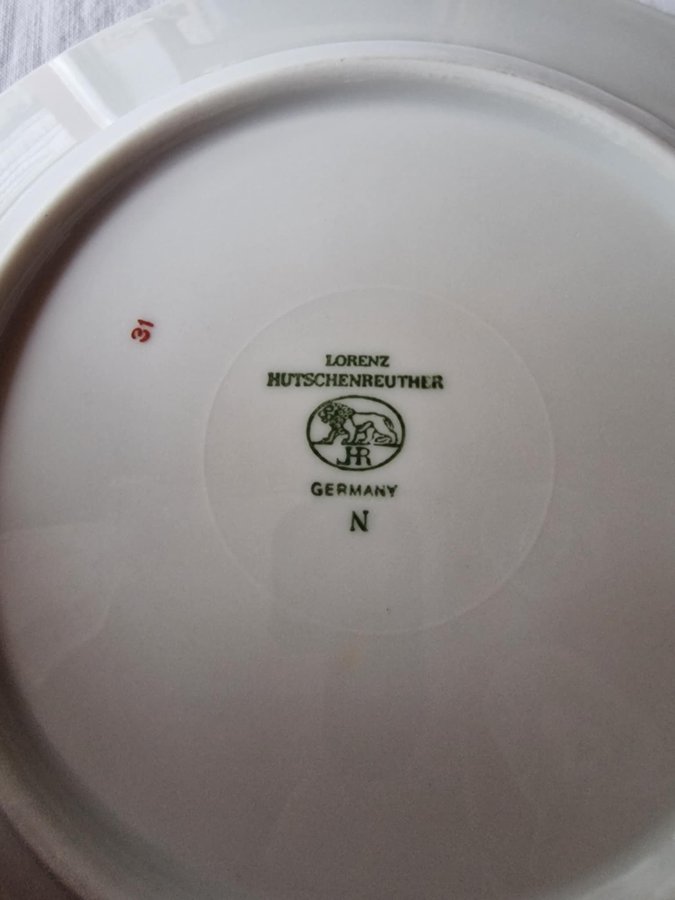 31
LORENZ
HUTSCHENREUTHER
HR
GERMANY
N